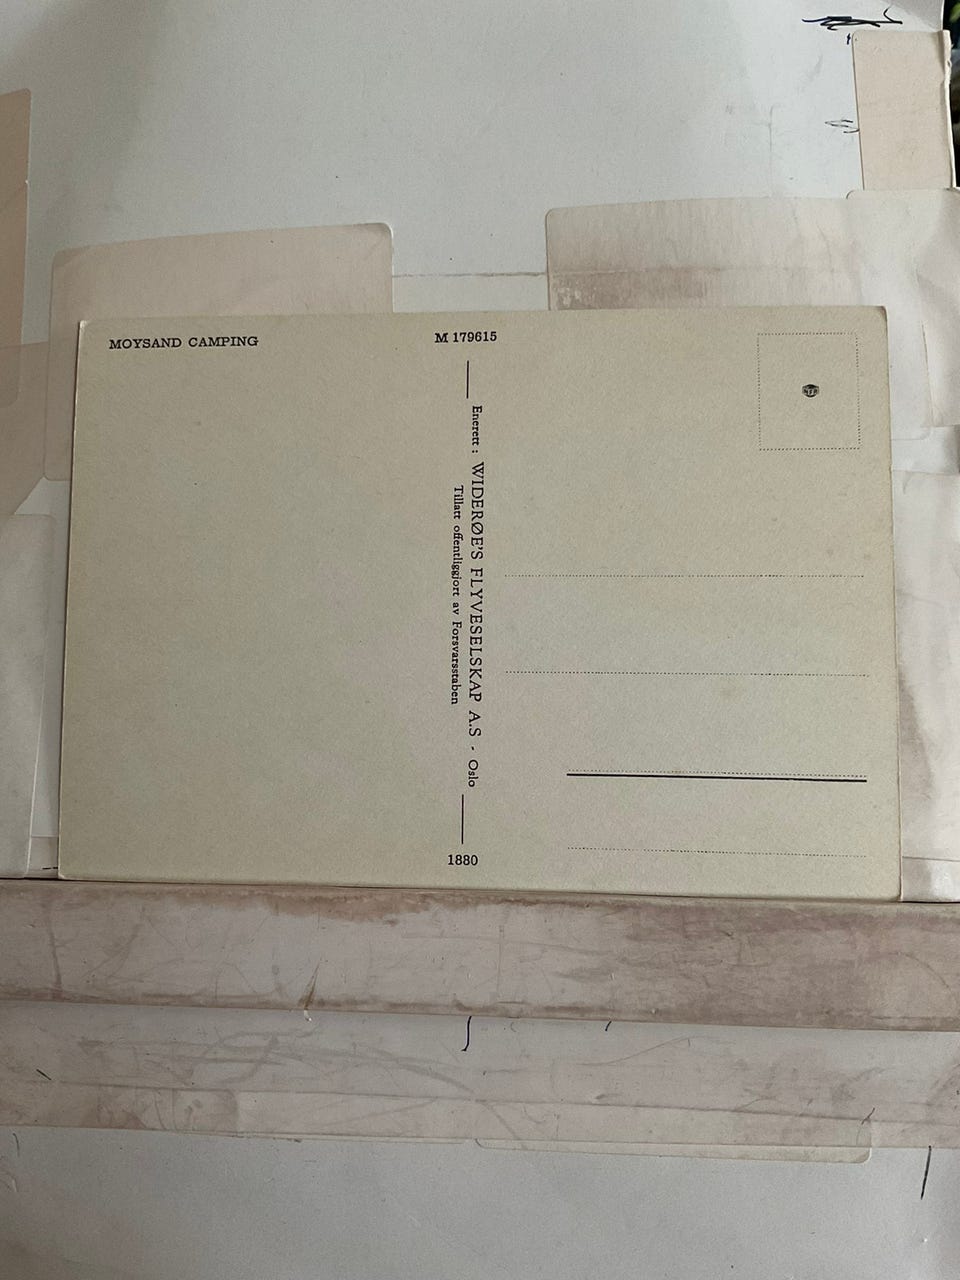 MOYSAND CAMPING
M 179615
Enerett: WIDERØE'S FLYVESELSKAP A.S - Oslo
Tillatt offentliggjort av Forsvarsstaben
1880